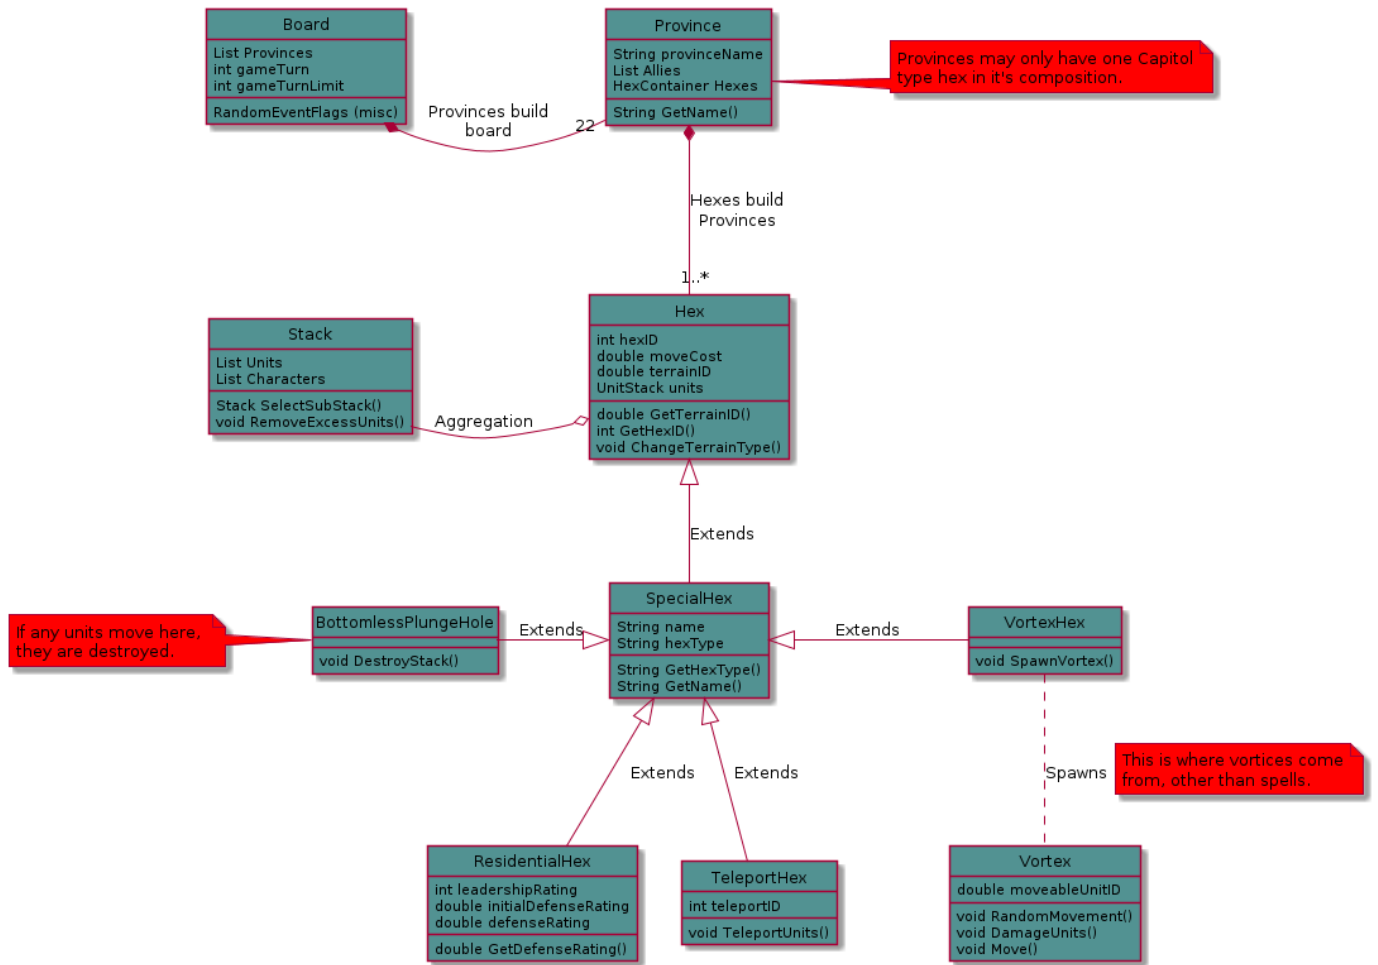 Board
List Provinces
int gameTurn
int gameTurnLimit
RandomEventFlags (misc)
Provinces build
board
22
Province
String provinceName
List Allies
HexContainer Hexes
String GetName()
Provinces may only have one Capitol
type hex in it's composition.
Hexes build
Provinces
1..*
Stack
List Units
List Characters
Stack SelectSubStack()
void RemoveExcessUnits()
Aggregation
Hex
int hexID
double moveCost
double terrainID
UnitStack units
double GetTerrainID()
int GetHexID()
void ChangeTerrainType()
Extends
If any units move here,
they are destroyed.
BottomlessPlungeHole
void DestroyStack()
Extends
SpecialHex
String name
String hexType
String GetHexType()
String GetName()
Extends
VortexHex
void SpawnVortex()
Extends
Extends
Spawns
This is where vortices come
from, other than spells.
ResidentialHex
int leadershipRating
double initialDefenseRating
double defenseRating
double GetDefenseRating()
TeleportHex
int teleportID
void TeleportUnits()
Vortex
double moveableUnitID
void RandomMovement()
void DamageUnits()
void Move()